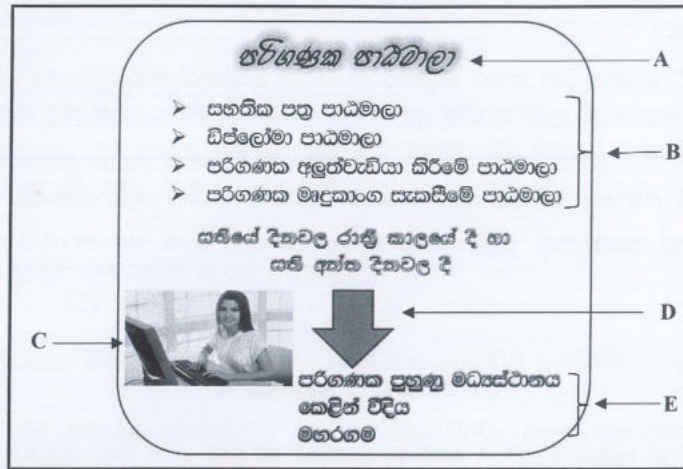 පරිගණක පාඨමාලා
A
➢ සහතික පත්‍ර පාඨමාලා
➢ ඩිප්ලෝමා පාඨමාලා
➢ පරිගණක අලුත්වැඩියා කිරීමේ පාඨමාලා
➢ පරිගණක මෘදුකාංග සැකසීමේ පාඨමාලා
B
සතියේ දිනවල රාත්‍රී කාලයේ දී හා
සති අන්ත දිනවල දී
D
C
පරිගණක පුහුණු මධ්‍යස්ථානය
කෙළින් වීදිය
මහරගම
E